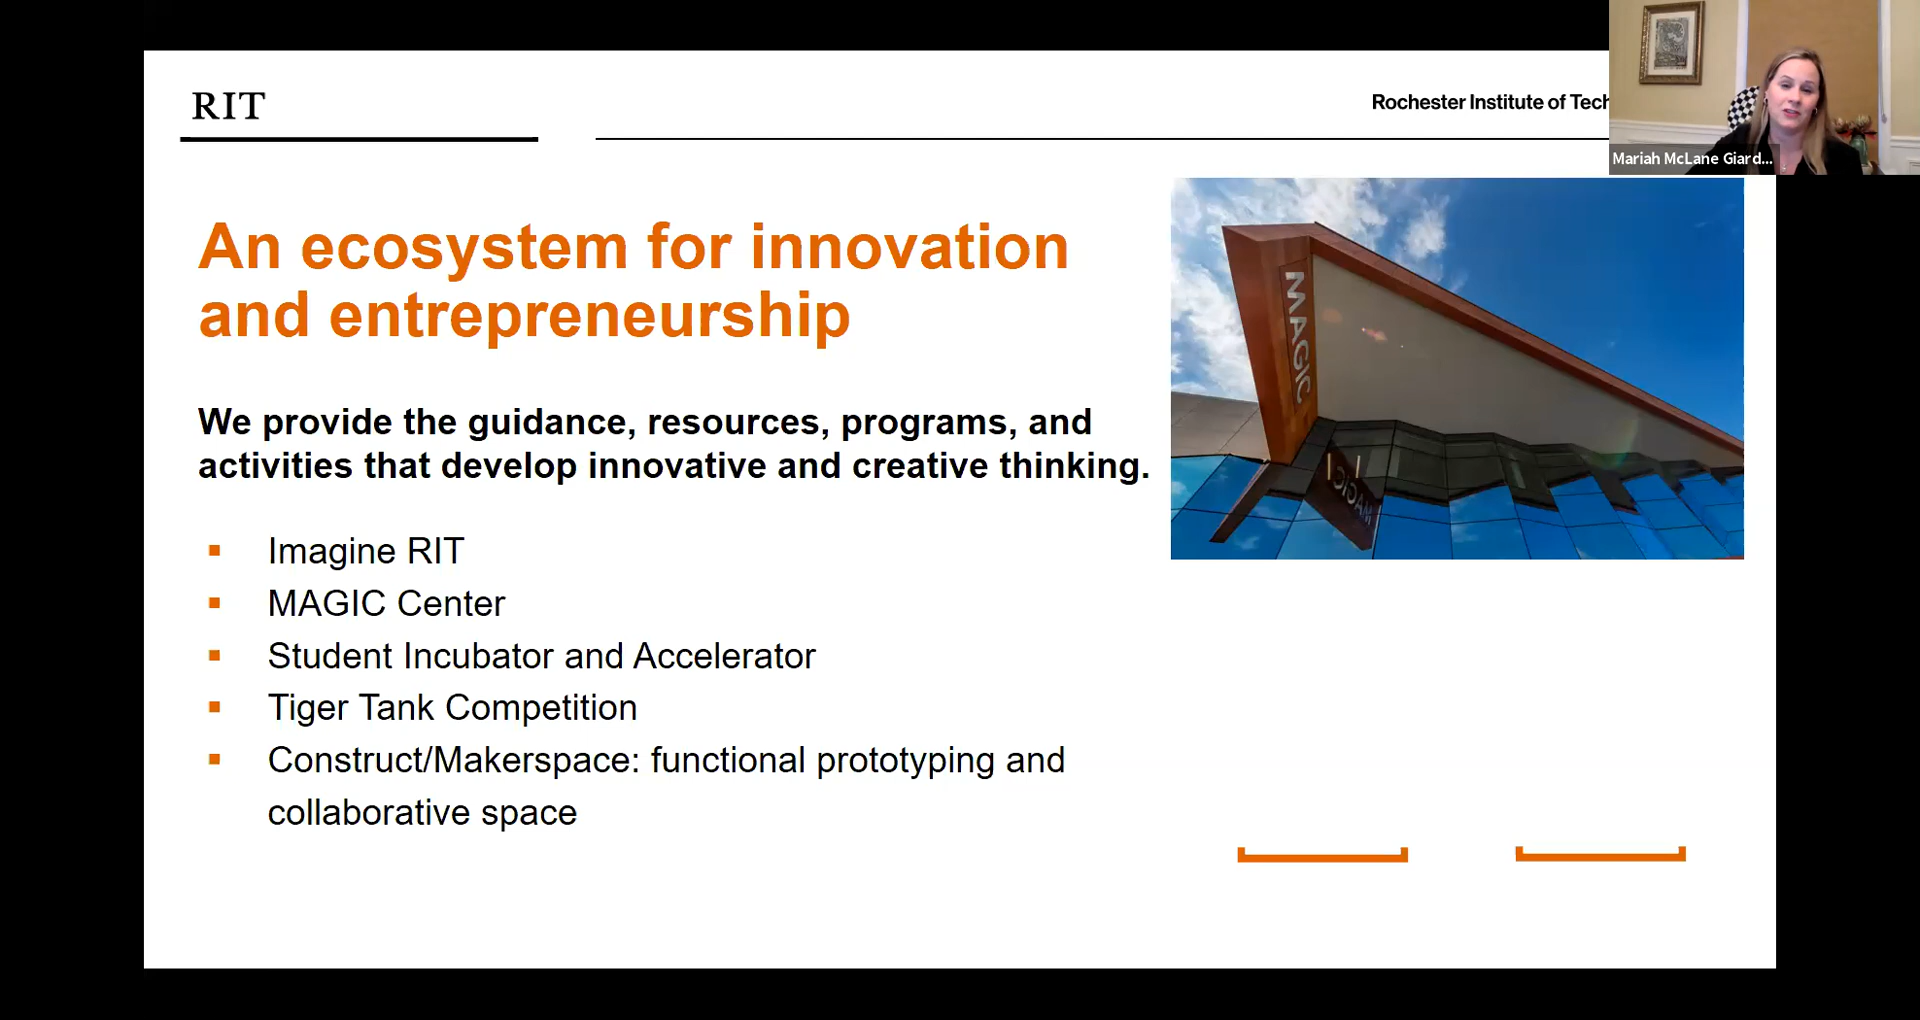 RIT
Rochester Institute of Tech
Mariah McLane Giard...
An ecosystem for innovation
and entrepreneurship
MAGIC
We provide the guidance, resources, programs, and
activities that develop innovative and creative thinking.
MAGIC
Imagine RIT
MAGIC Center
Student Incubator and Accelerator
Tiger Tank Competition
Construct/Makerspace: functional prototyping and
collaborative space